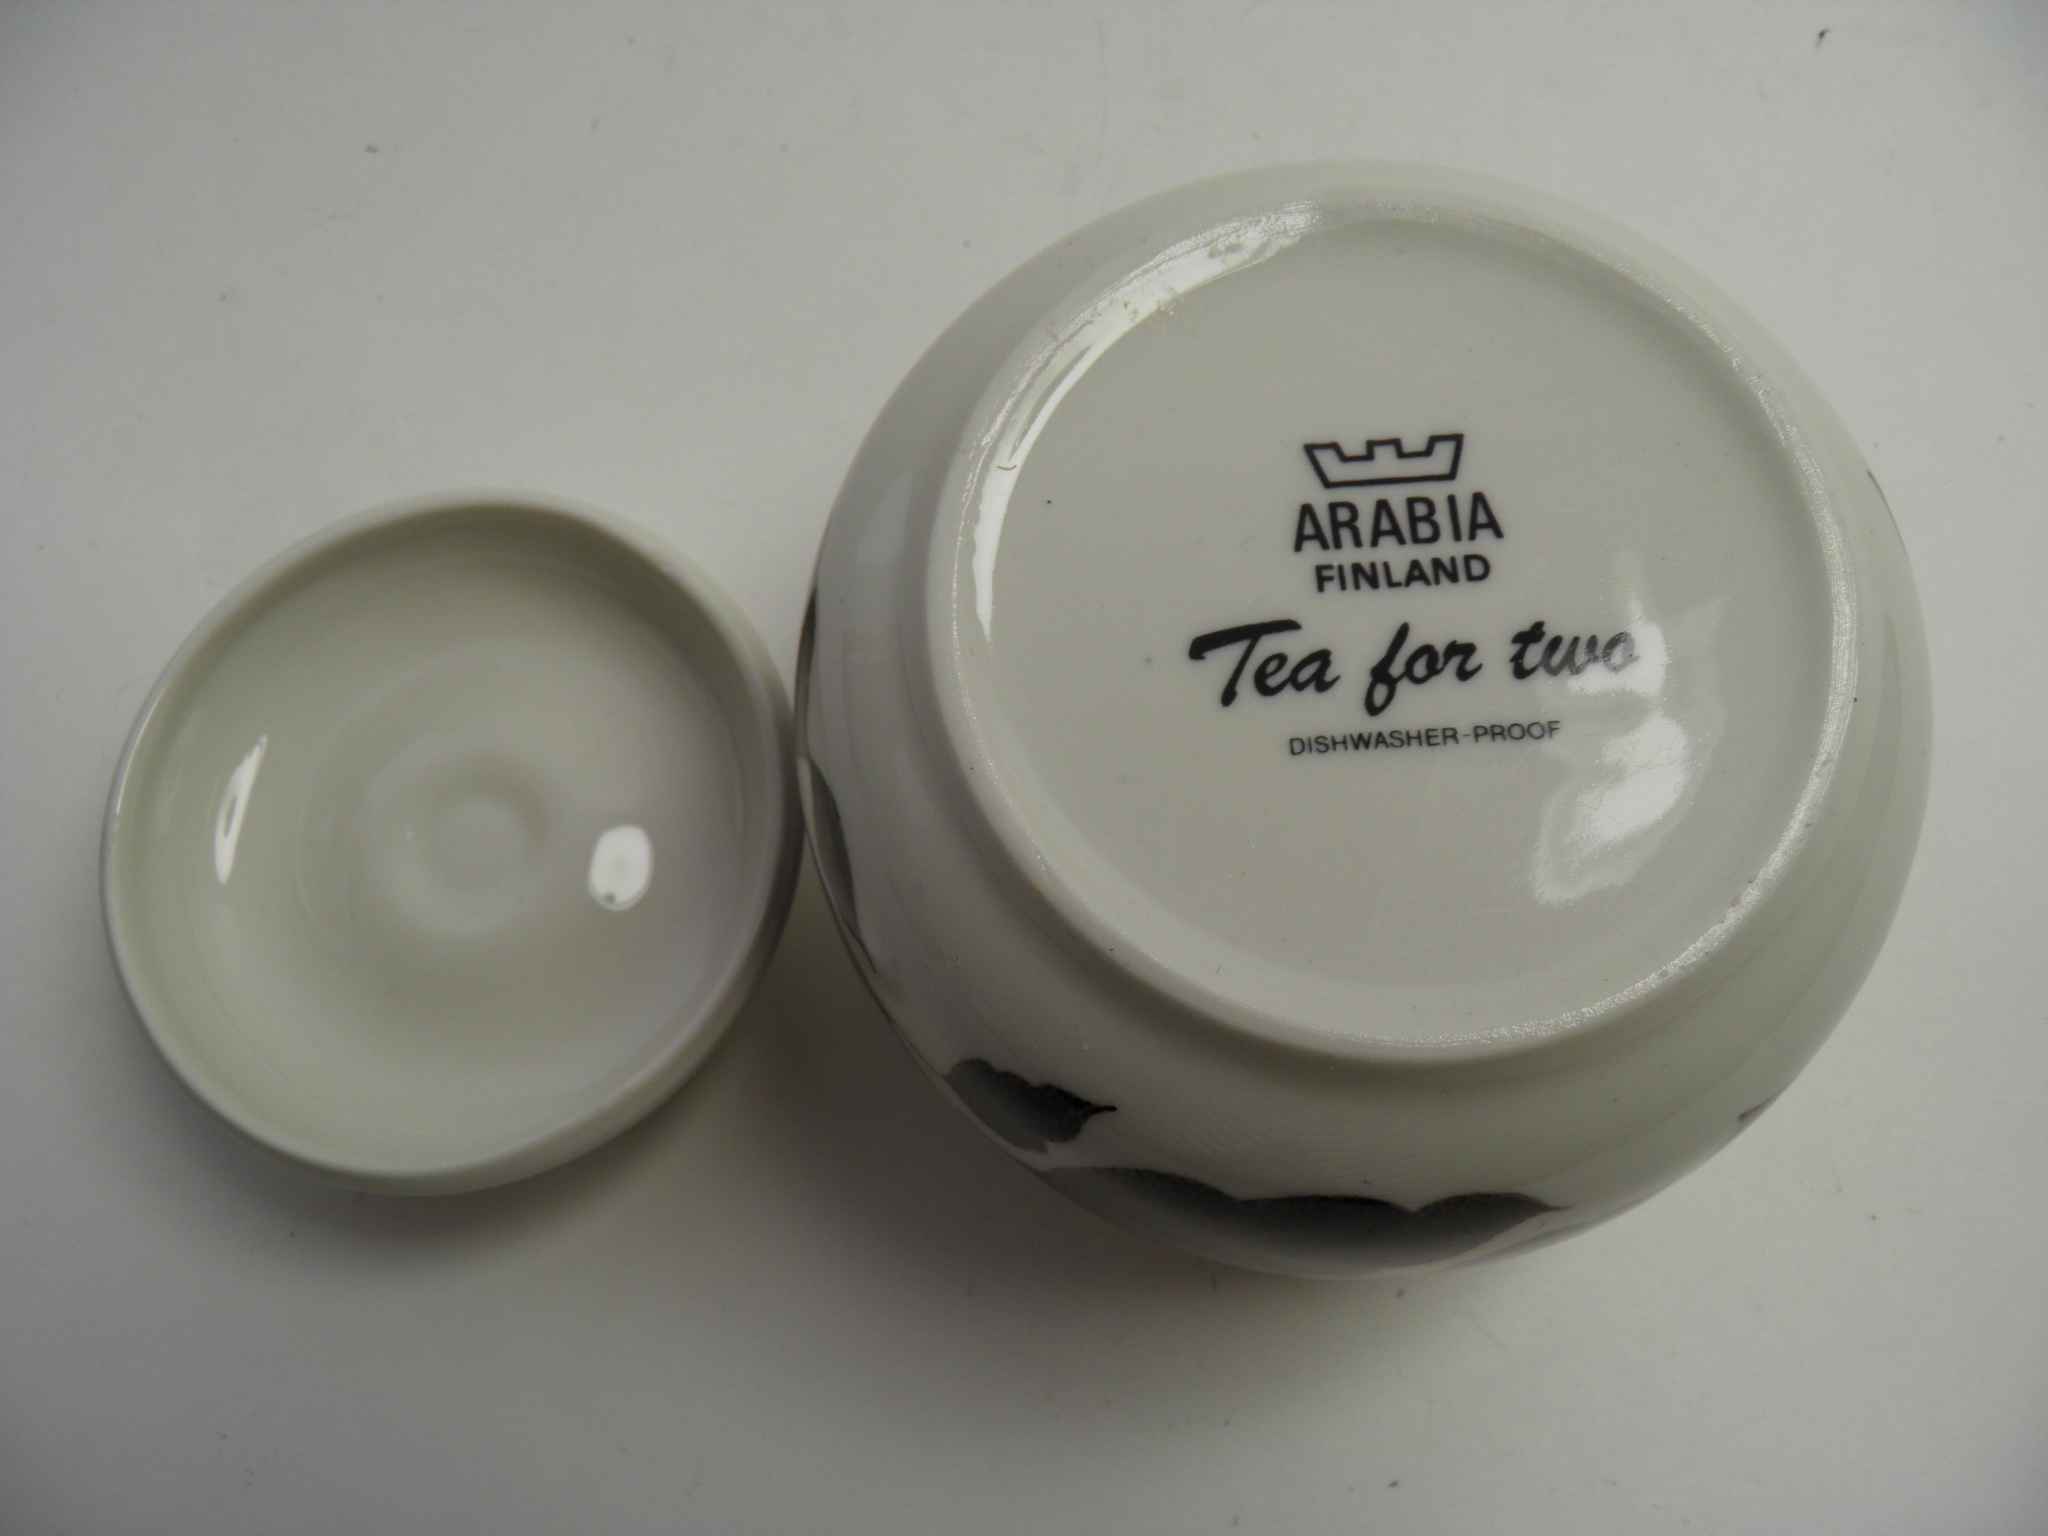 ARABIA
FINLAND
Tea for two
DISHWASHER-PROOF